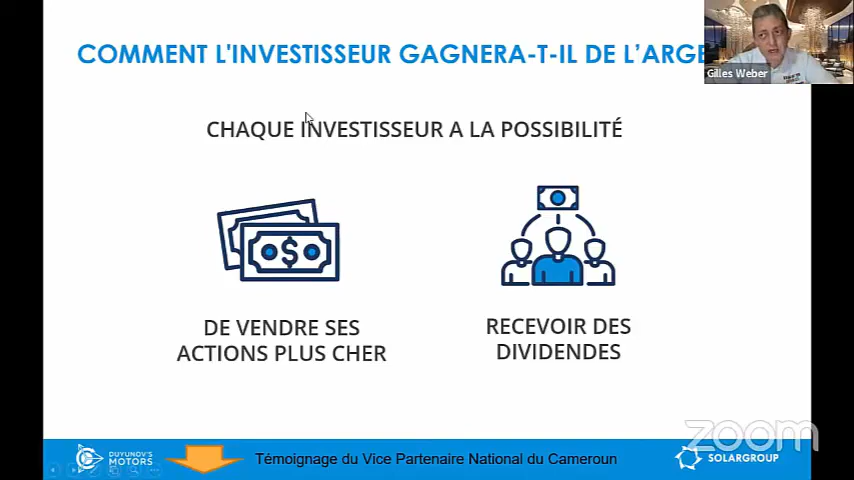 COMMENT L'INVESTISSEUR GAGNERA-T-IL DE L'ARGE
Gilles Weber
CHAQUE INVESTISSEUR A LA POSSIBILITÉ
DE VENDRE SES
ACTIONS PLUS CHER
RECEVOIR DES
DIVIDENDES
zoom
DUYUNOV'S
MOTORS
Témoignage du Vice Partenaire National du Cameroun
SOLARGROUP